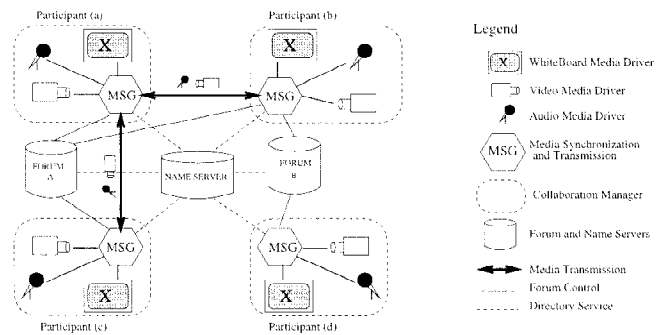 Participant (a)
Participant (b)
X
X
MSG
MSG
FORUM
A
NAME SERVER
FORUM
B
MSG
MSG
X
X
Participant (c)
Participant (d)
Legend
X
WhiteBoard Media Driver
Video Media Driver
Audio Media Driver
MSG
Media Synchronization
and Transmission
Collaboration Manager
Forum and Name Servers
Media Transmission
Forum Control
Directory Service